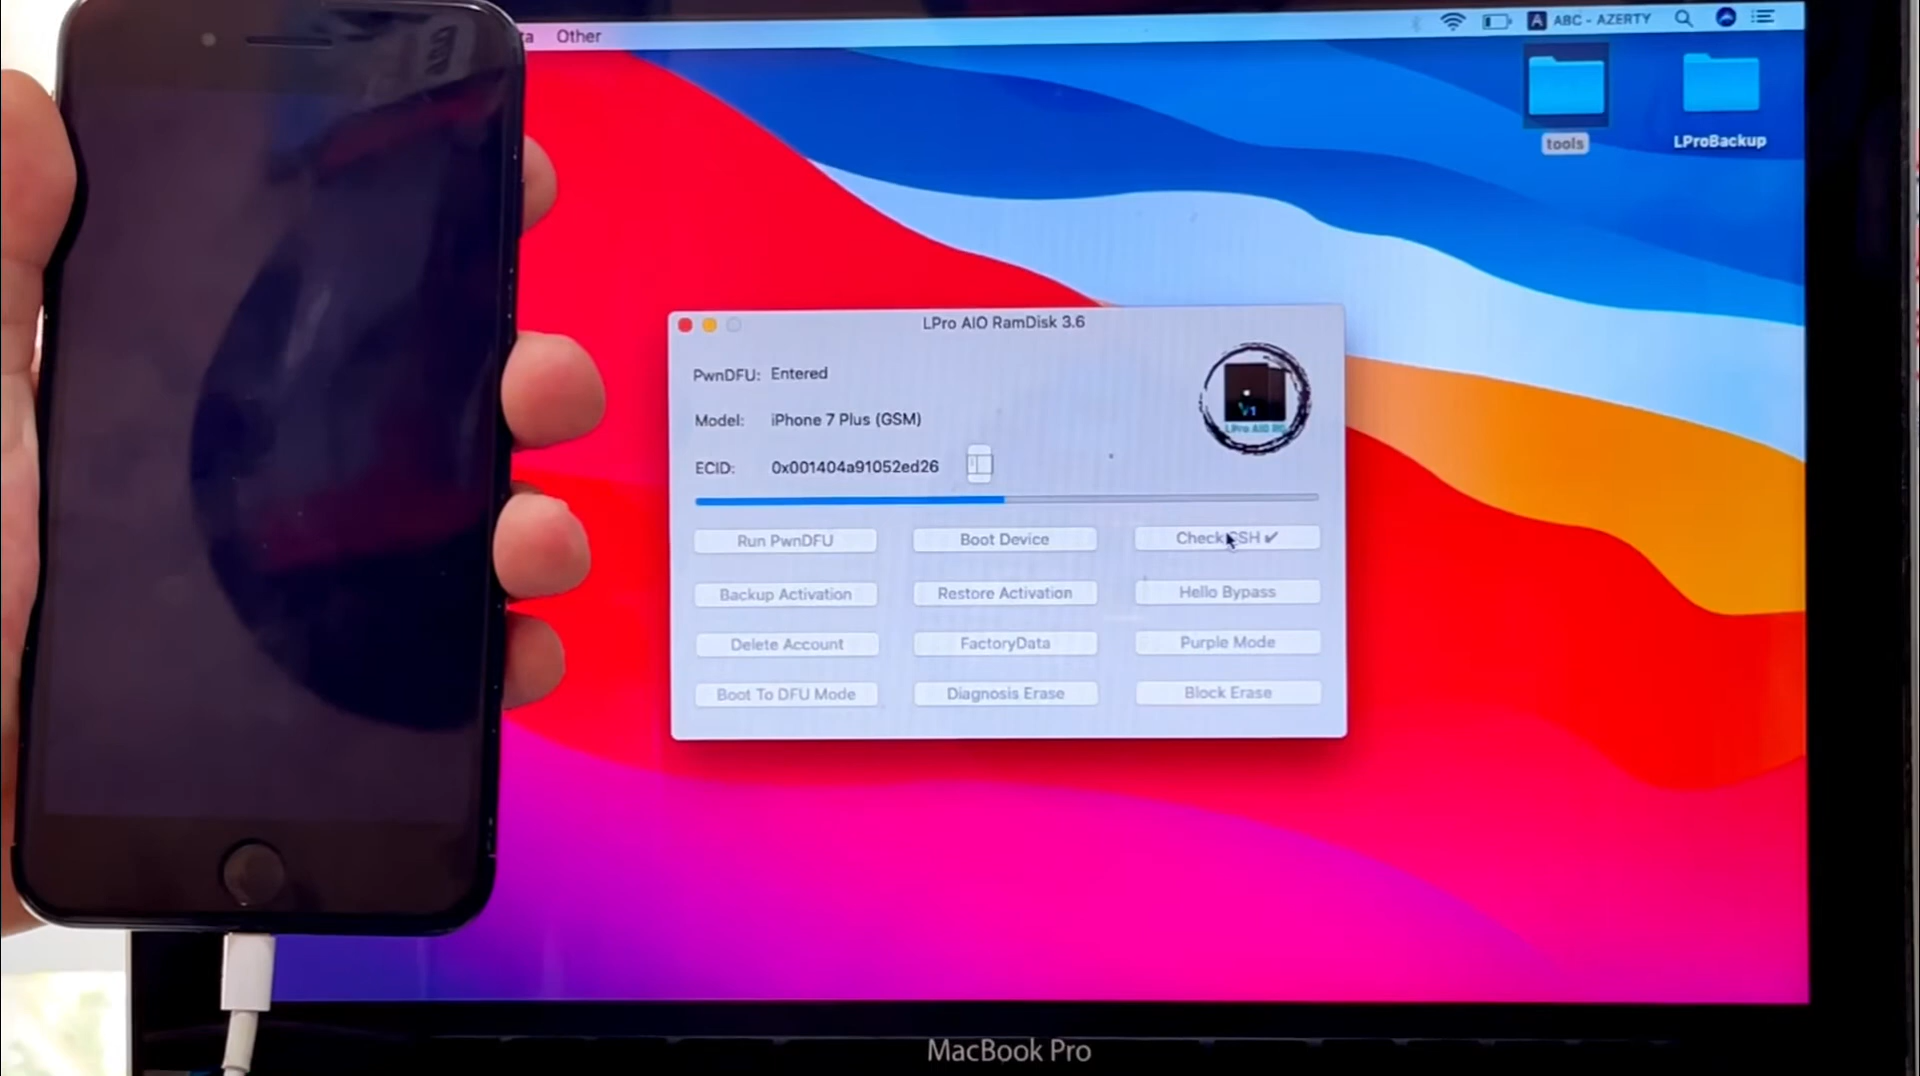 Other
ABC - AZERTY
tools
LProBackup
LPro AIO RamDisk 3.6
PwnDFU: Entered
V1
Model: iPhone 7 Plus (GSM)
ECID: 0x001404a91052ed26
Run PwnDFU
Boot Device
Check SSH ✔
Backup Activation
Restore Activation
Hello Bypass
Delete Account
FactoryData
Purple Mode
Boot To DFU Mode
Diagnosis Erase
Block Erase
MacBook Pro